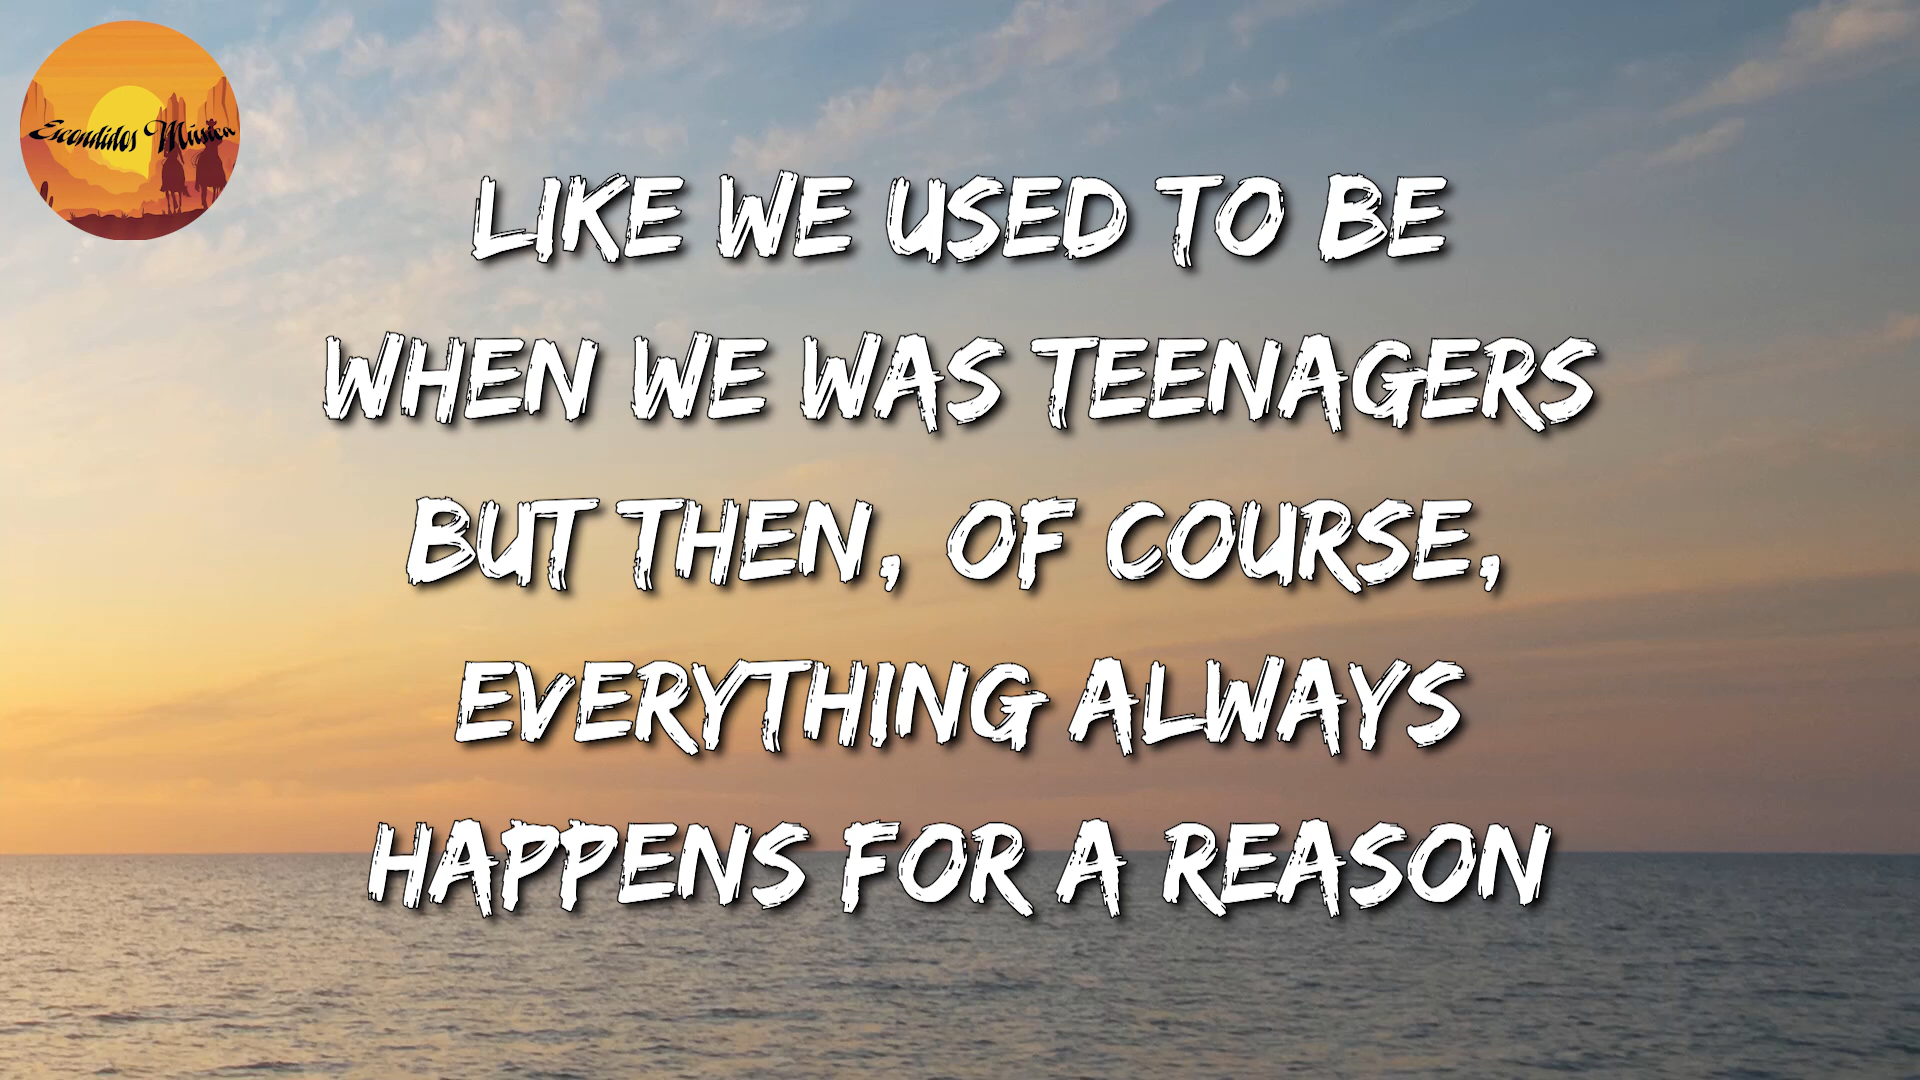 Escondidos Música
LIKE WE USED TO BE
WHEN WE WAS TEENAGERS
BUT THEN, OF COURSE,
EVERYTHING ALWAYS
HAPPENS FOR A REASON